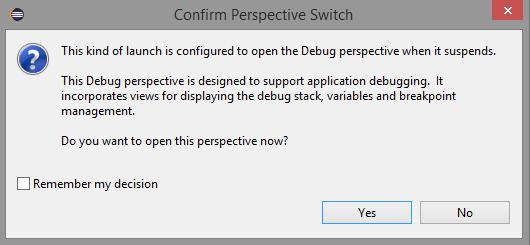 Confirm Perspective Switch
This kind of launch is configured to open the Debug perspective when it suspends.
This Debug perspective is designed to support application debugging.  It
incorporates views for displaying the debug stack, variables and breakpoint
management.
Do you want to open this perspective now?
Remember my decision
Yes
No